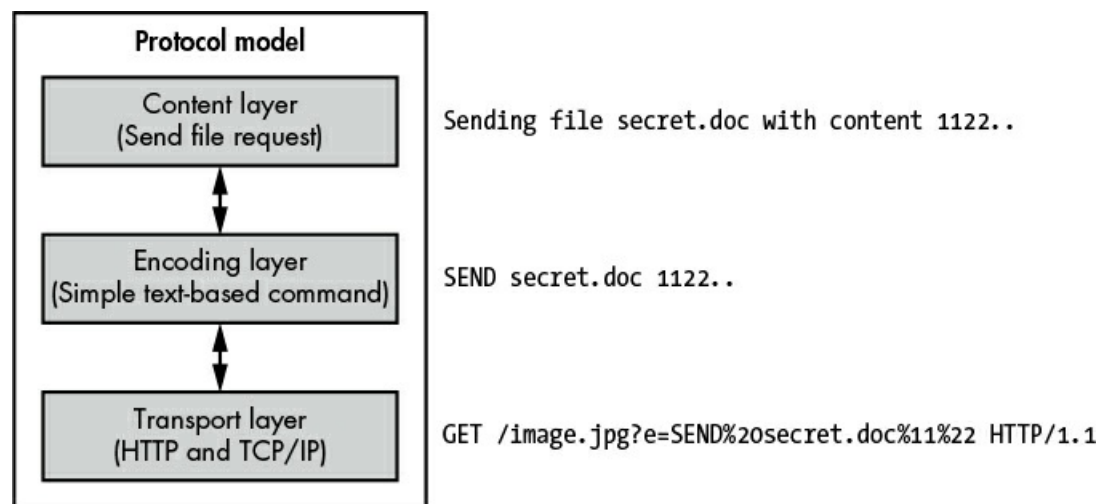 Protocol model
Content layer
(Send file request)
Sending file secret.doc with content 1122..
Encoding layer
(Simple text-based command)
SEND secret.doc 1122..
Transport layer
(HTTP and TCP/IP)
GET /image.jpg?e=SEND%20secret.doc%11%22 HTTP/1.1